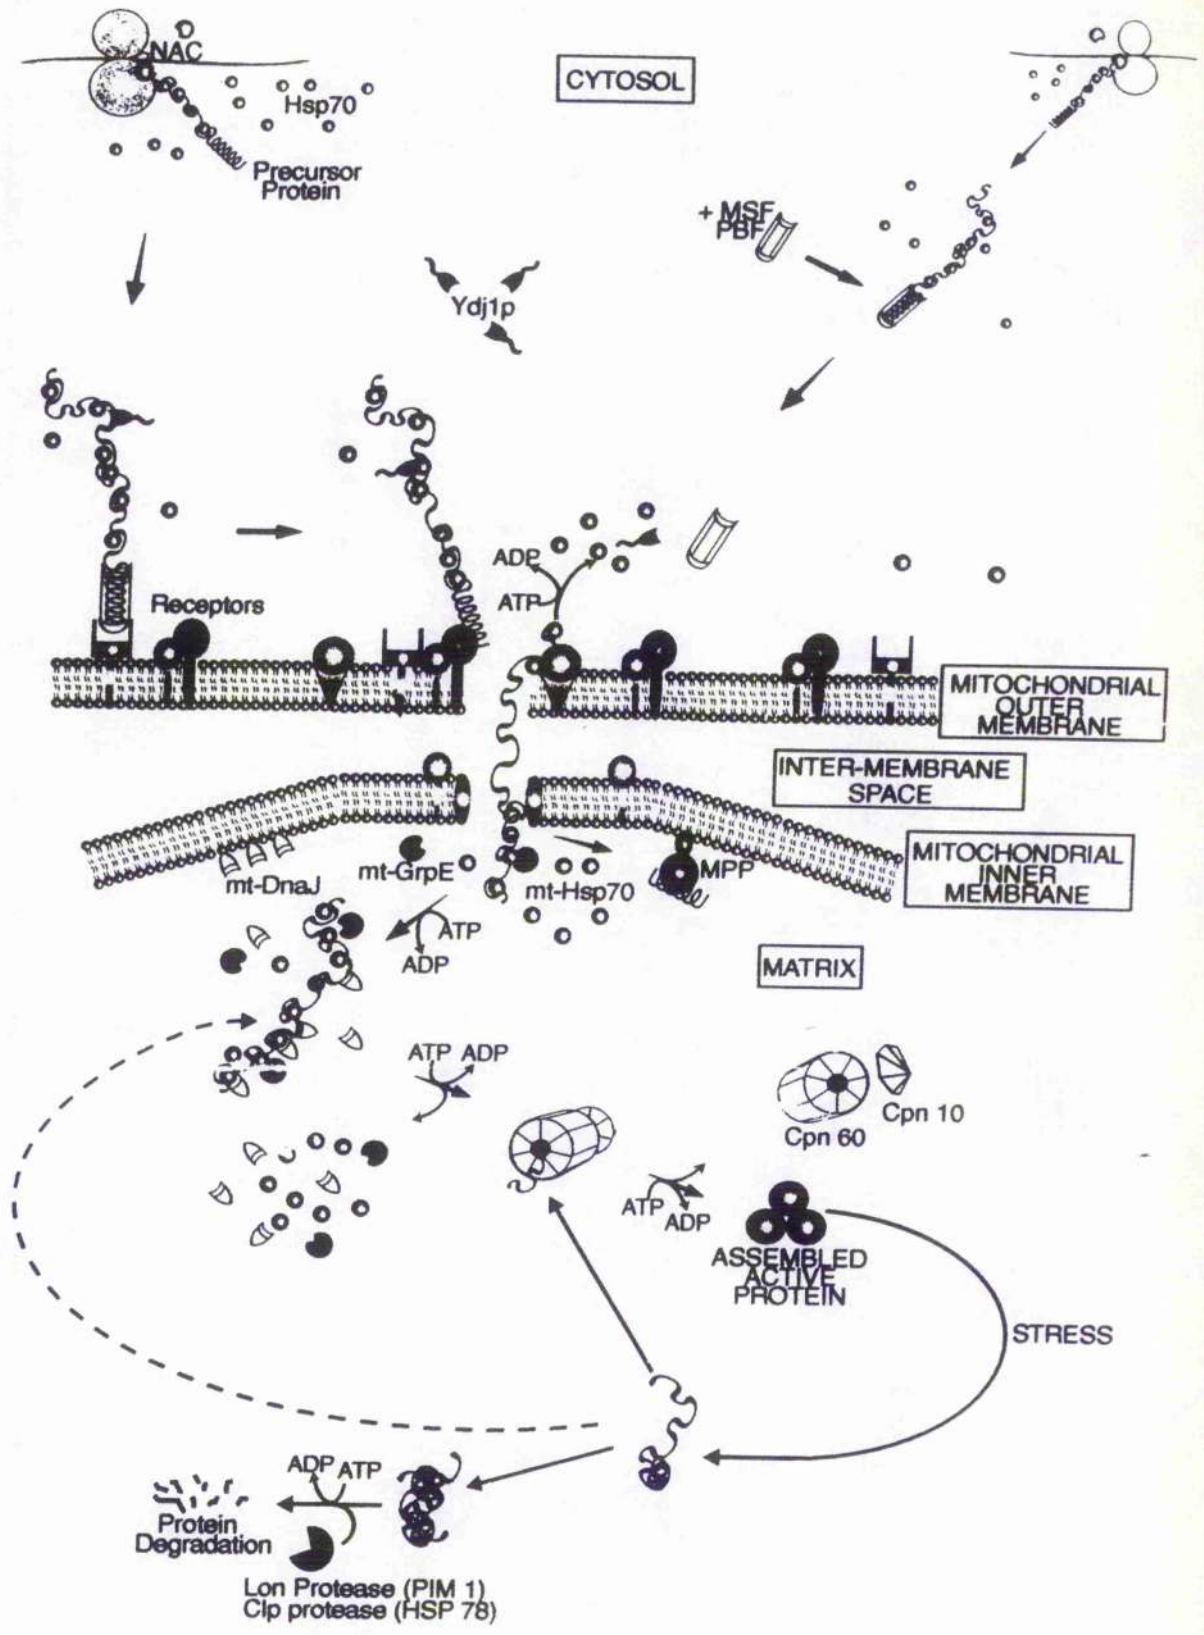 NAC
CYTOSOL
Hsp70
Precursor
Protein
+ MSF
PBF
Ydj1p
ADP
ATP
Receptors
MITOCHONDRIAL
OUTER
MEMBRANE
INTER-MEMBRANE
SPACE
MITOCHONDRIAL
INNER
MEMBRANE
mt-DnaJ
mt-GrpE
mt-Hsp70
MPP
ATP
ADP
MATRIX
ATP ADP
Cpn 10
Cpn 60
ATP
ADP
ASSEMBLED
ACTIVE
PROTEIN
STRESS
ADP ATP
Protein
Degradation
Lon Protease (PIM 1)
Clp protease (HSP 78)